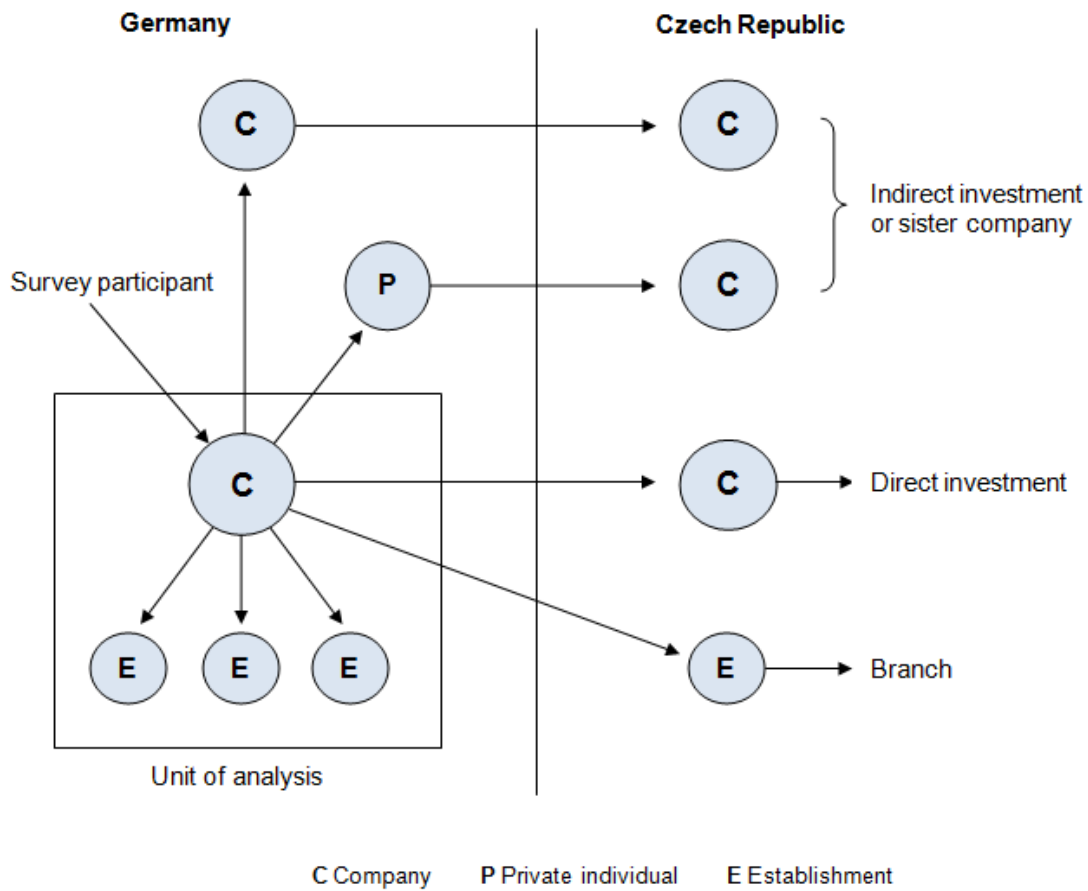 Germany
Czech Republic
C
C
Indirect investment
or sister company
P
C
Survey participant
C
C
Direct investment
E
E
E
E
Branch
Unit of analysis
C Company P Private individual E Establishment